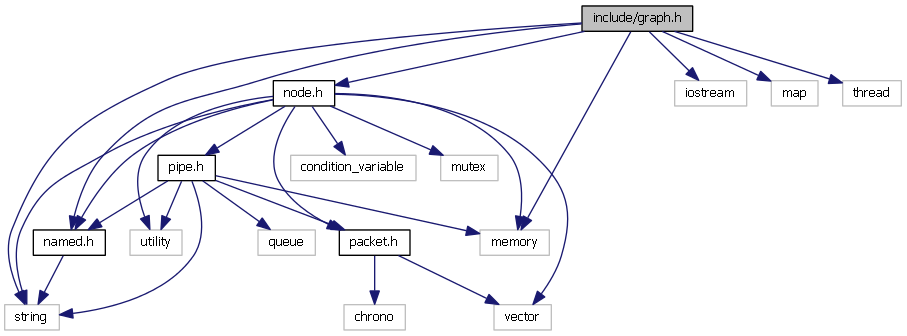 include/graph.h
node.h
iostream
map
thread
pipe.h
condition_variable
mutex
named.h
utility
queue
packet.h
memory
string
chrono
vector